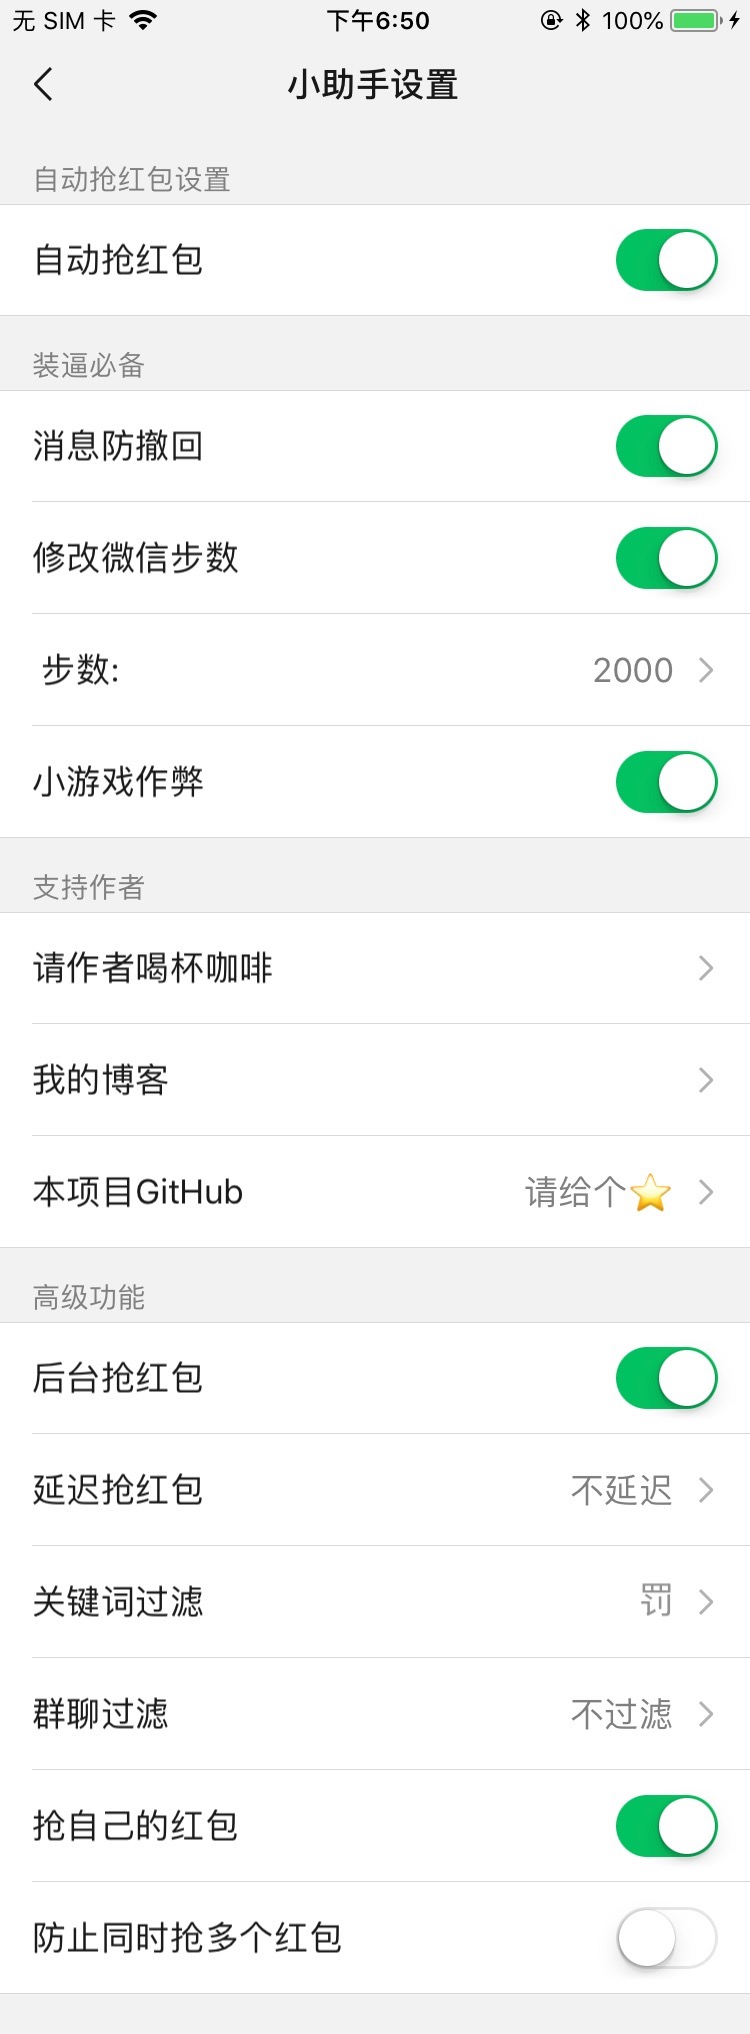 无 SIM 卡 下午6:50 100%
小助手设置
自动抢红包设置
自动抢红包
装逼必备
消息防撤回
修改微信步数
步数: 2000
小游戏作弊
支持作者
请作者喝杯咖啡
我的博客
本项目GitHub 请给个⭐
高级功能
后台抢红包
延迟抢红包 不延迟
关键词过滤 罚
群聊过滤 不过滤
抢自己的红包
防止同时抢多个红包